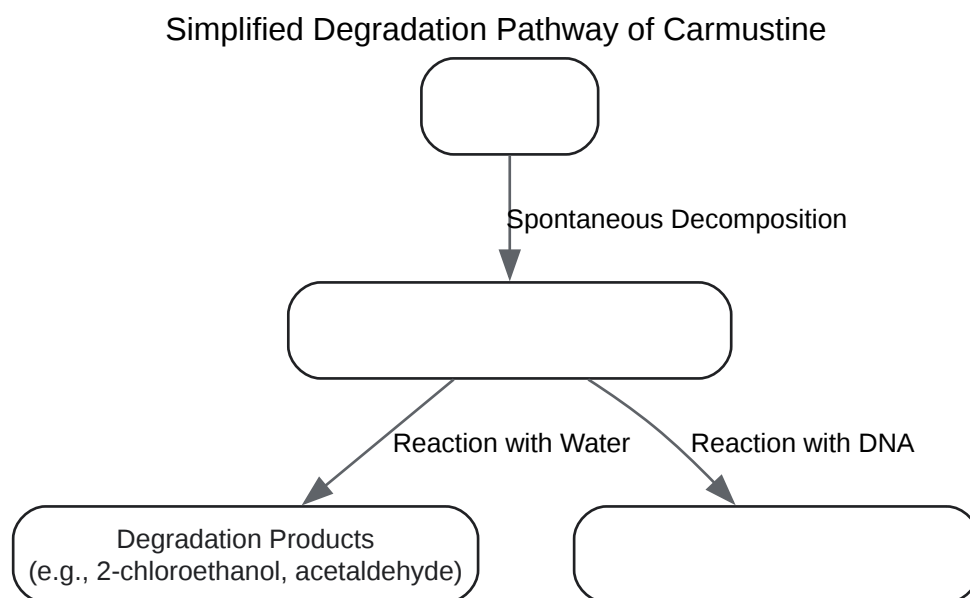 Simplified Degradation Pathway of Carmustine
Spontaneous Decomposition
Reaction with Water
Reaction with DNA
Degradation Products
(e.g., 2-chloroethanol, acetaldehyde)